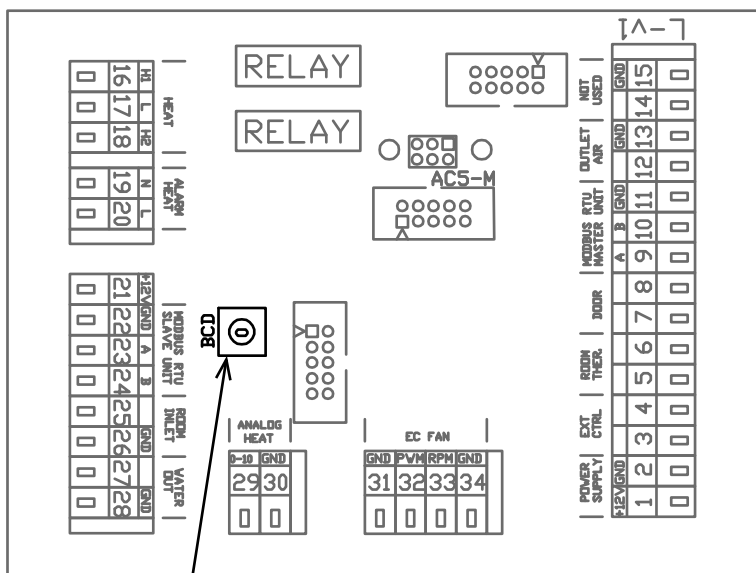 L-V1
RELAY
RELAY
AC5-M
16 H1
17 L
18 H2
HEAT
19 N
20 L
ALARM
HEAT
21 +12V
22 GND
23 A
24 B
MODBUS RTU
SLAVE UNIT
25
26 GND
ROOM
INLET
27
28 GND
WATER
OUT
BCD
0
ANALOG
HEAT
0-10 GND
29 30
EC FAN
GND PWM RPM GND
31 32 33 34
NOT
USED
GND 15
14
OUTLET
AIR
GND 13
12
MODBUS RTU
MASTER UNIT
GND 11
B 10
A 9
DOOR
8
7
ROOM
THER.
6
5
EXT
CTRL
4
3
POWER
SUPPLY
GND 2
+12V 1